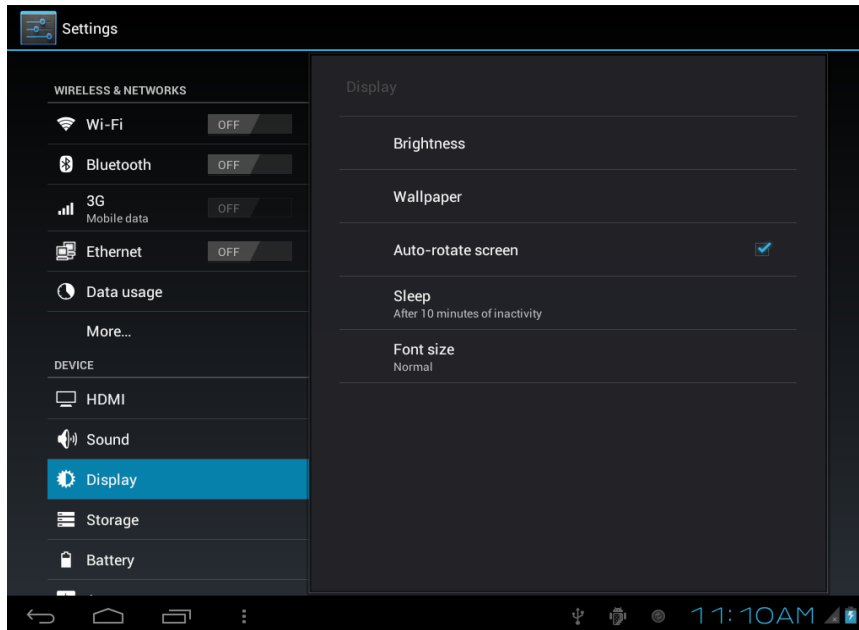 Settings
WIRELESS & NETWORKS
Wi-Fi OFF
Bluetooth OFF
3G OFF
Mobile data
Ethernet OFF
Data usage
More...
DEVICE
HDMI
Sound
Display
Storage
Battery
Display
Brightness
Wallpaper
Auto-rotate screen
Sleep
After 10 minutes of inactivity
Font size
Normal
11:10AM